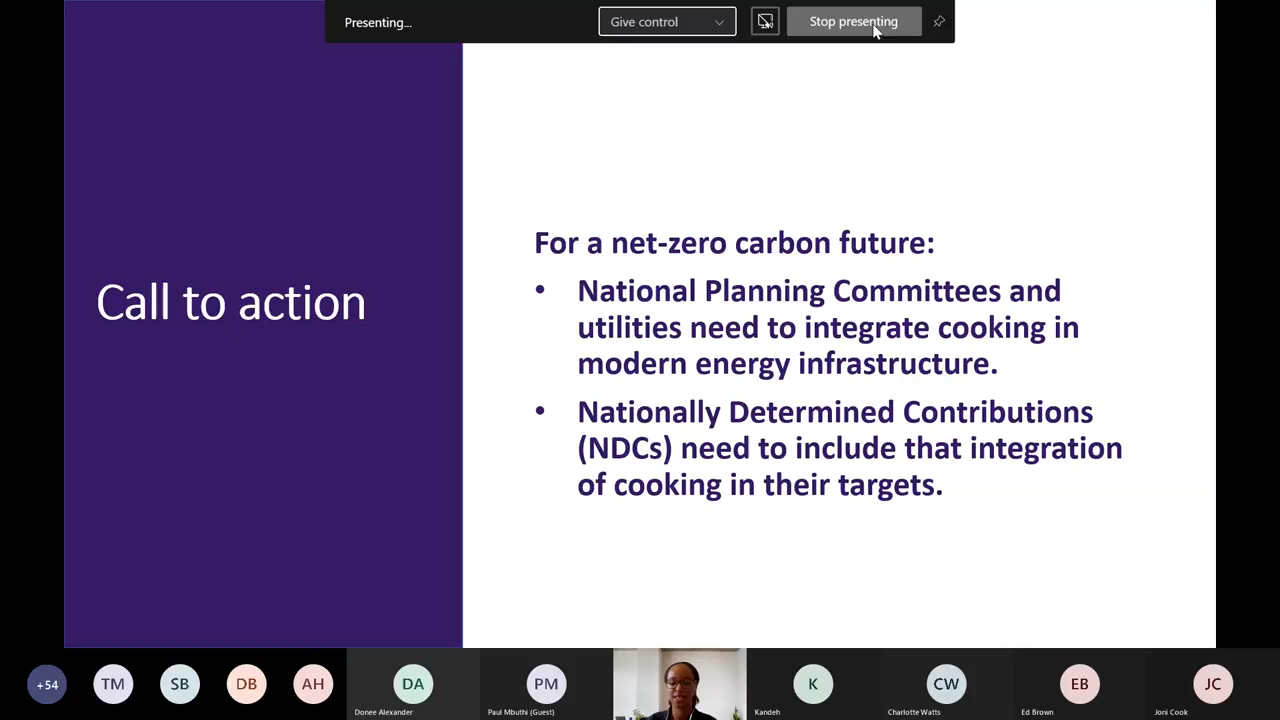 Presenting...
Give control
Stop presenting
Call to action
For a net-zero carbon future:
• National Planning Committees and
utilities need to integrate cooking in
modern energy infrastructure.
• Nationally Determined Contributions
(NDCs) need to include that integration
of cooking in their targets.
+54
TM
SB
DB
AH
DA
Donee Alexander
PM
Paul Mbuthi (Guest)
K
Kandeh
CW
Charlotte Watts
EB
Ed Brown
JC
Joni Cook